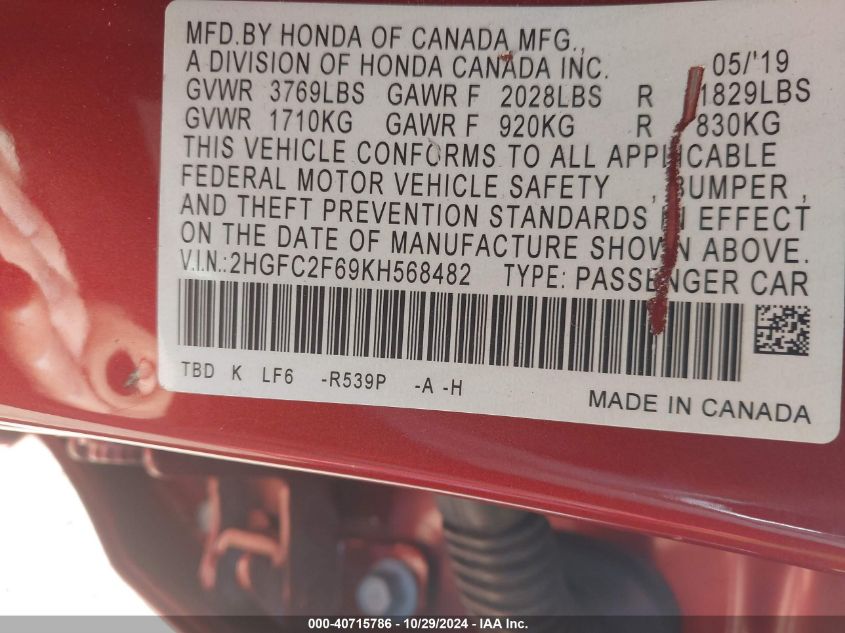 MFD.BY HONDA OF CANADA MFG.,
A DIVISION OF HONDA CANADA INC. 05/'19
GVWR 3769LBS GAWR F 2028LBS R 1829LBS
GVWR 1710KG GAWR F 920KG R 830KG
THIS VEHICLE CONFORMS TO ALL APPLICABLE
FEDERAL MOTOR VEHICLE SAFETY , BUMPER ,
AND THEFT PREVENTION STANDARDS IN EFFECT
ON THE DATE OF MANUFACTURE SHOWN ABOVE.
V.I.N.:2HGFC2F69KH568482 TYPE: PASSENGER CAR
TBD K LF6 -R539P -A -H
MADE IN CANADA
000-40715786 - 10/29/2024 - www.iaai.com